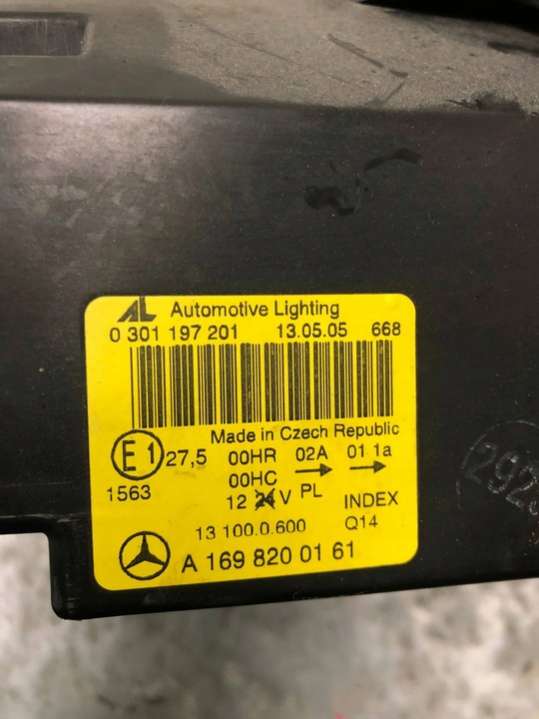 AL Automotive Lighting
0 301 197 201 13.05.05 668
Made in Czech Republic
E1 27,5 00HR 02A 01 1a
1563 00HC
12 24 V PL INDEX
13 100.0.600 Q14
A 169 820 01 61